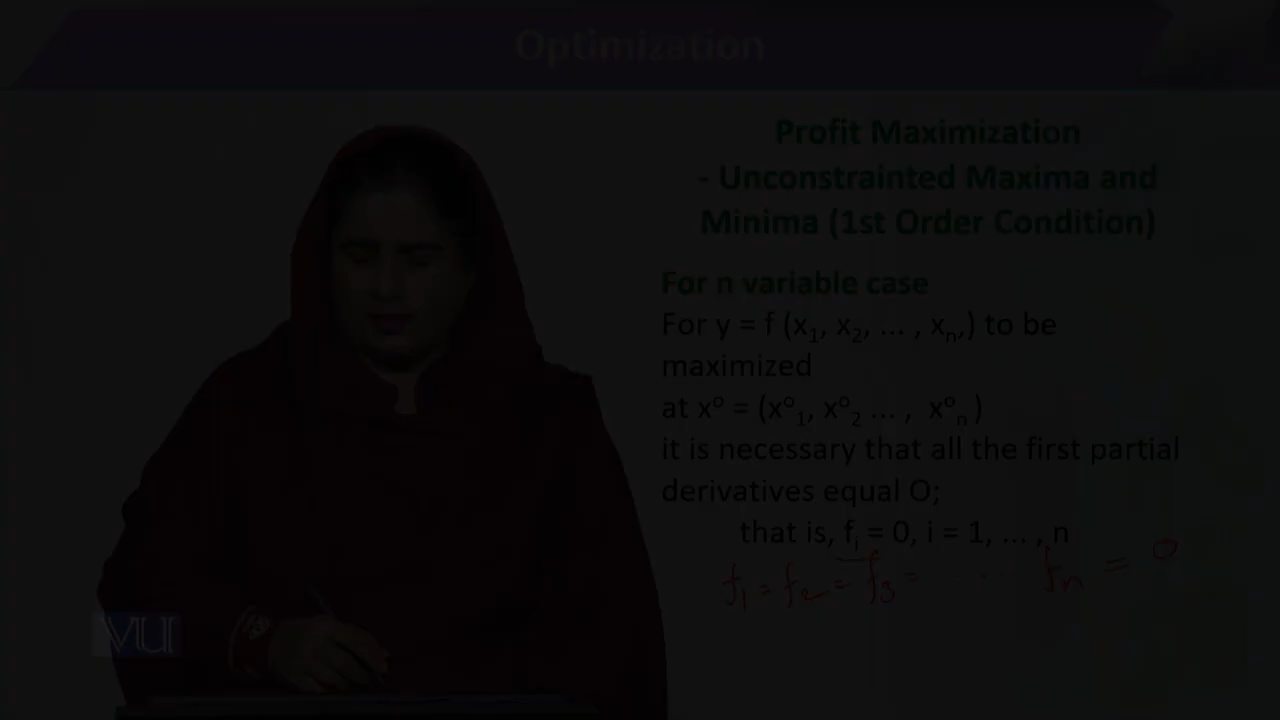 Optimization
Profit Maximization
- Unconstrainted Maxima and
Minima (1st Order Condition)
For n variable case
For y = f (x₁, x₂, ... , xₙ,) to be
maximized
at x° = (x°₁, x°₂ ... , x°ₙ )
it is necessary that all the first partial
derivatives equal O;
that is, fᵢ = 0, i = 1, ... , n
f₁ = f₂ = f₃ = ... fₙ = 0
VU